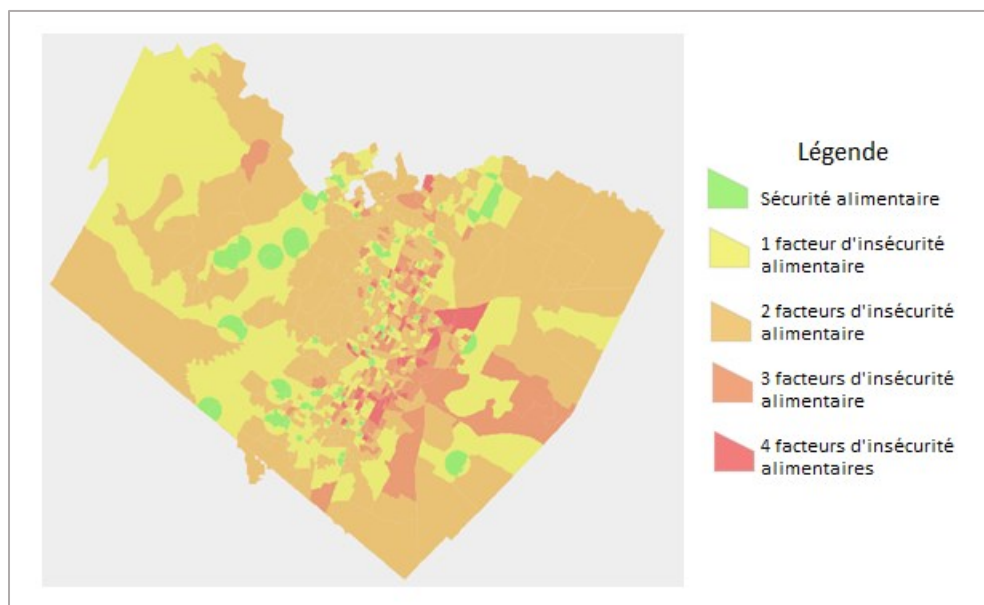 Légende
Sécurité alimentaire
1 facteur d'insécurité
alimentaire
2 facteurs d'insécurité
alimentaire
3 facteurs d'insécurité
alimentaire
4 facteurs d'insécurité
alimentaires